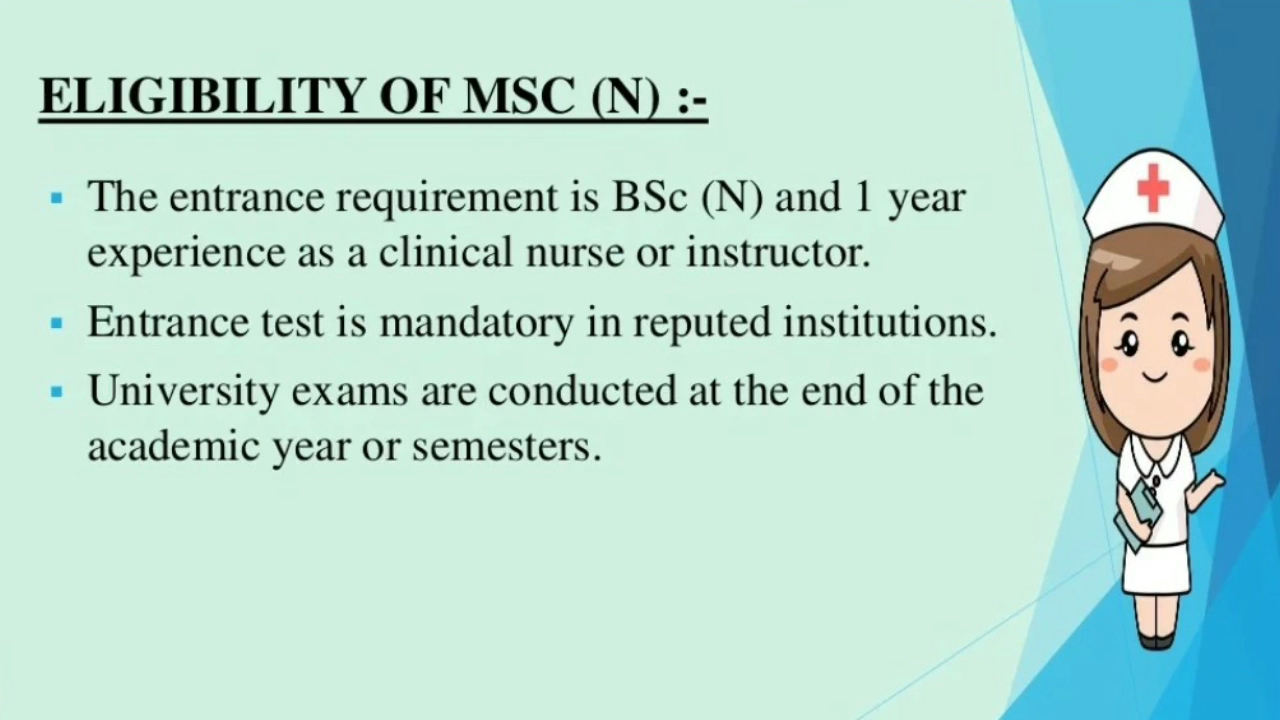 ELIGIBILITY OF MSC (N) :-
▪ The entrance requirement is BSc (N) and 1 year
experience as a clinical nurse or instructor.
▪ Entrance test is mandatory in reputed institutions.
▪ University exams are conducted at the end of the
academic year or semesters.